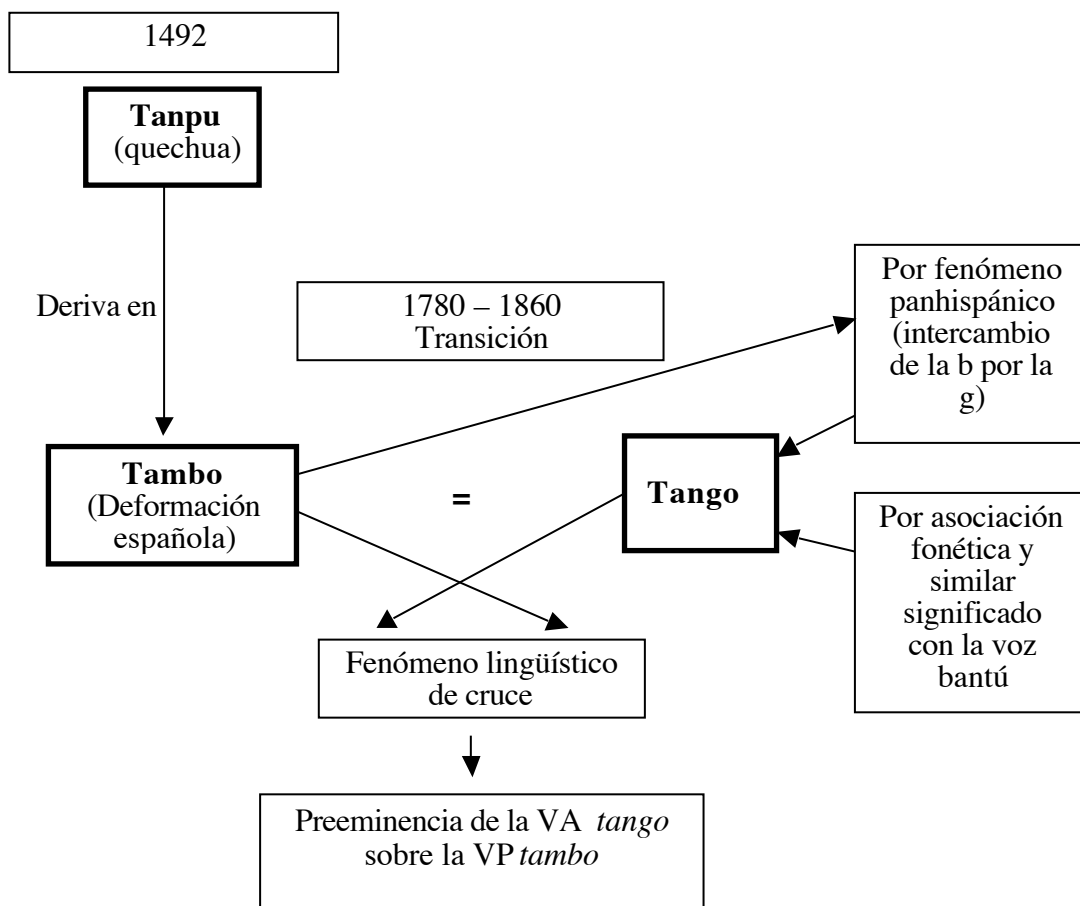 1492
Tanpu
(quechua)
Deriva en
1780 – 1860
Transición
Por fenómeno
panhispánico
(intercambio
de la b por la
g)
Tambo
(Deformación
española)
=
Tango
Por asociación
fonética y
similar
significado
con la voz
bantú
Fenómeno lingüístico
de cruce
Preeminencia de la VA tango
sobre la VP tambo